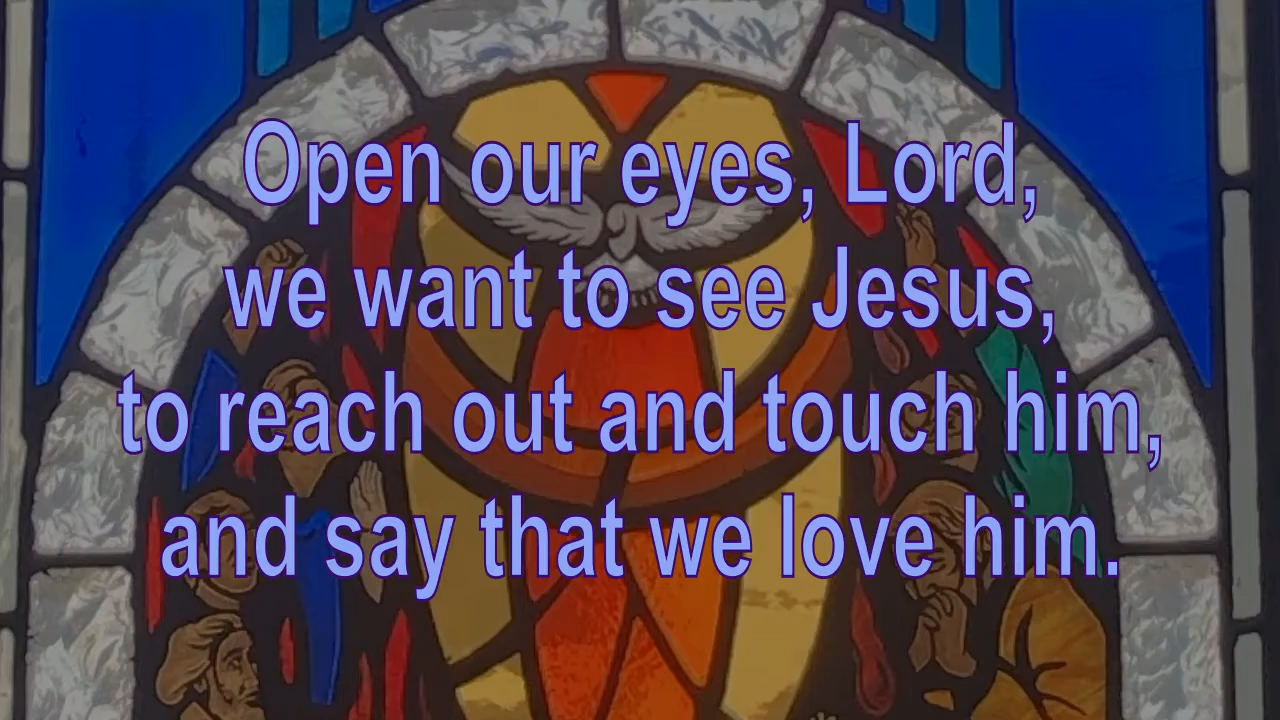 Open our eyes, Lord,
we want to see Jesus,
to reach out and touch him,
and say that we love him.